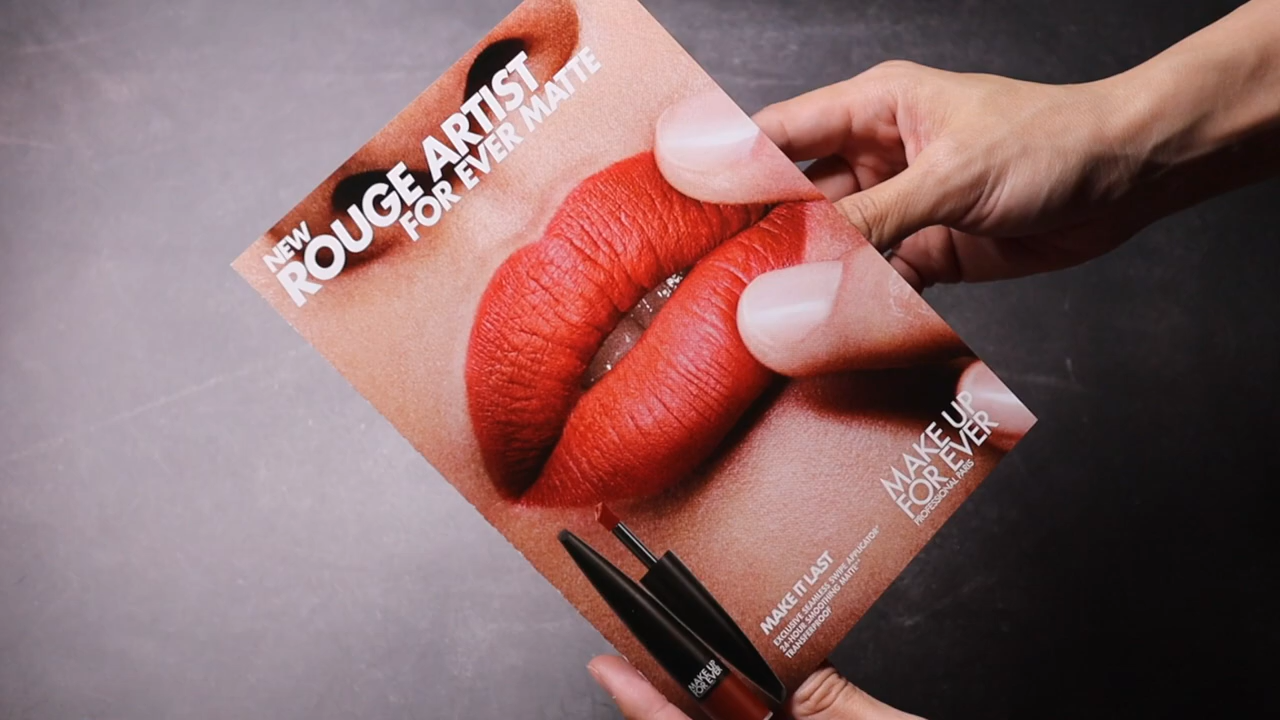 NEW
ROUGE ARTIST
FOR EVER MATTE
MAKE UP
FOR EVER
PROFESSIONAL PARIS
MAKE IT LAST
EXCLUSIVE SEAMLESS SWIPE APPLICATOR*
24-HOUR SMOOTHING MATTE**
TRANSFERPROOF
MAKE UP
FOR EVER